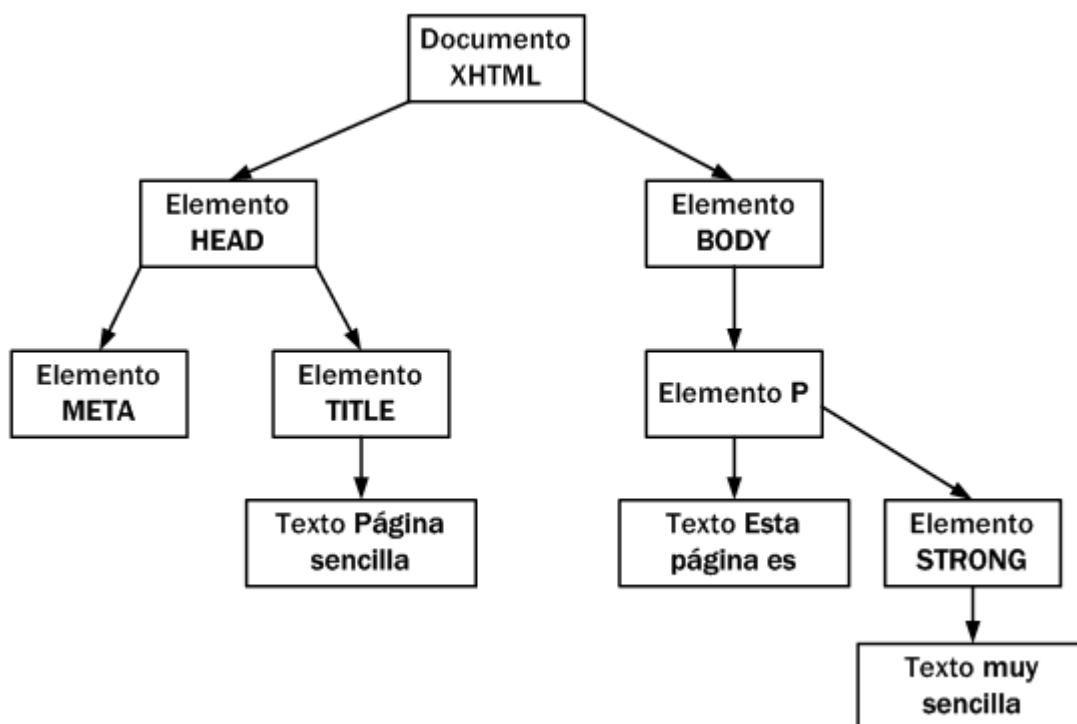 Documento
XHTML
Elemento
HEAD
Elemento
BODY
Elemento
META
Elemento
TITLE
Elemento P
Texto Página
sencilla
Texto Esta
página es
Elemento
STRONG
Texto muy
sencilla